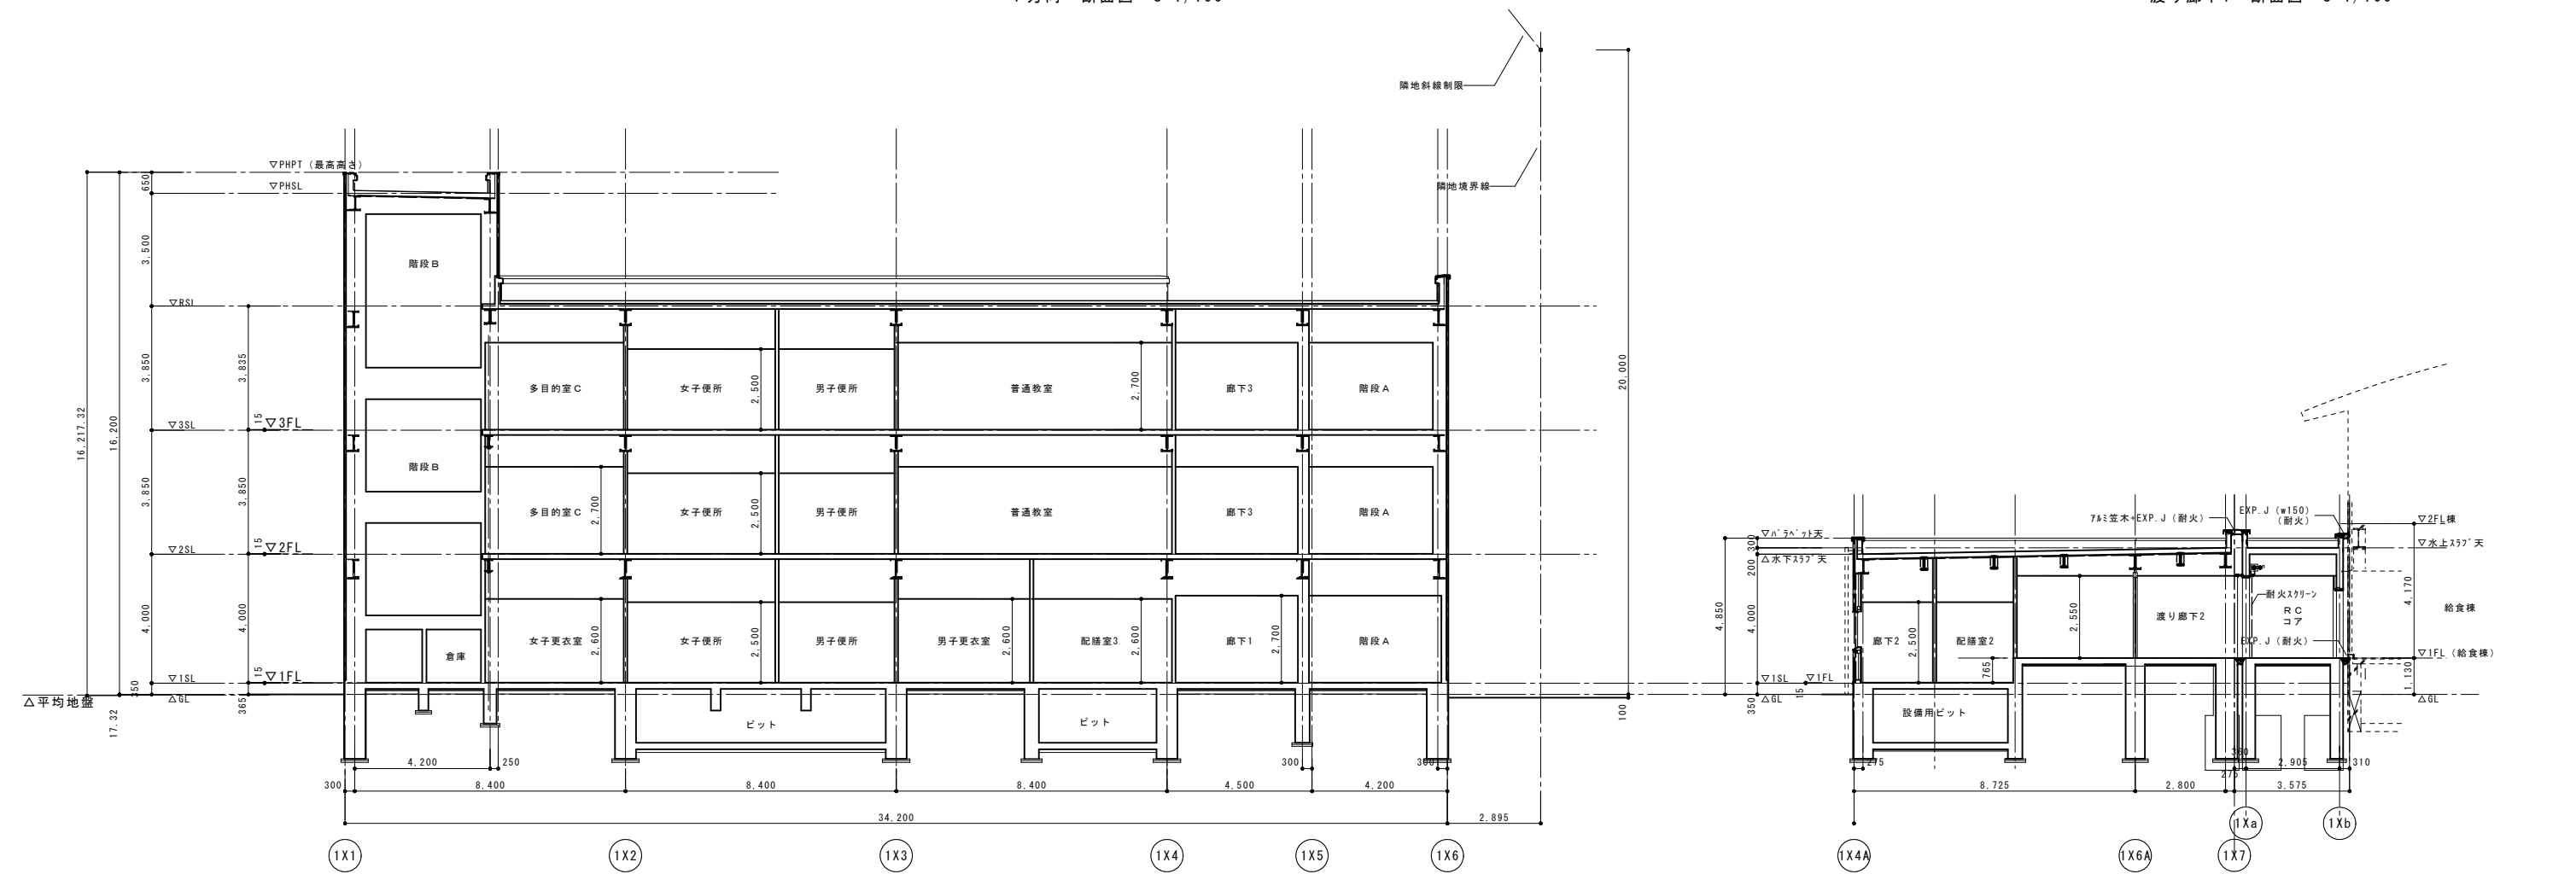 隣地斜線制限
隣地境界線
▽PHPT（最高高さ）
▽PHSL
▽RSL
▽3SL
▽3FL
▽2SL
▽2FL
▽1SL
▽1FL
△GL
△平均地盤
16,217.32
16,200
17.32
650
3,500
3,850
3,850
4,000
350
3,835
15
3,850
15
4,000
15
365
階段B
階段B
倉庫
多目的室C
女子便所
2,500
男子便所
普通教室
2,700
廊下3
階段A
多目的室C
2,700
女子便所
2,500
男子便所
普通教室
廊下3
階段A
女子更衣室
2,600
女子便所
2,500
男子便所
男子更衣室
2,600
配膳室3
2,600
廊下1
2,700
階段A
ピット
ピット
20,000
100
4,200
250
300
300
300
8,400
8,400
8,400
4,500
4,200
34,200
2,895
1X1
1X2
1X3
1X4
1X5
1X6
アルミ笠木+EXP.J（耐火）
EXP.J（w150）
（耐火）
▽2FL棟
▽パラペット天
▽水上スラブ天
△水下スラブ天
300
200
4,850
4,000
350
15
▽1SL
▽1FL
△GL
廊下2
2,500
配膳室2
765
2,550
渡り廊下2
耐火スクリーン
RC
コア
EXP.J（耐火）
給食棟
4,170
1,130
▽1FL（給食棟）
△GL
設備用ピット
275
360
275
2,905
310
8,725
2,800
3,575
1Xa
1Xb
1X4A
1X6A
1X7